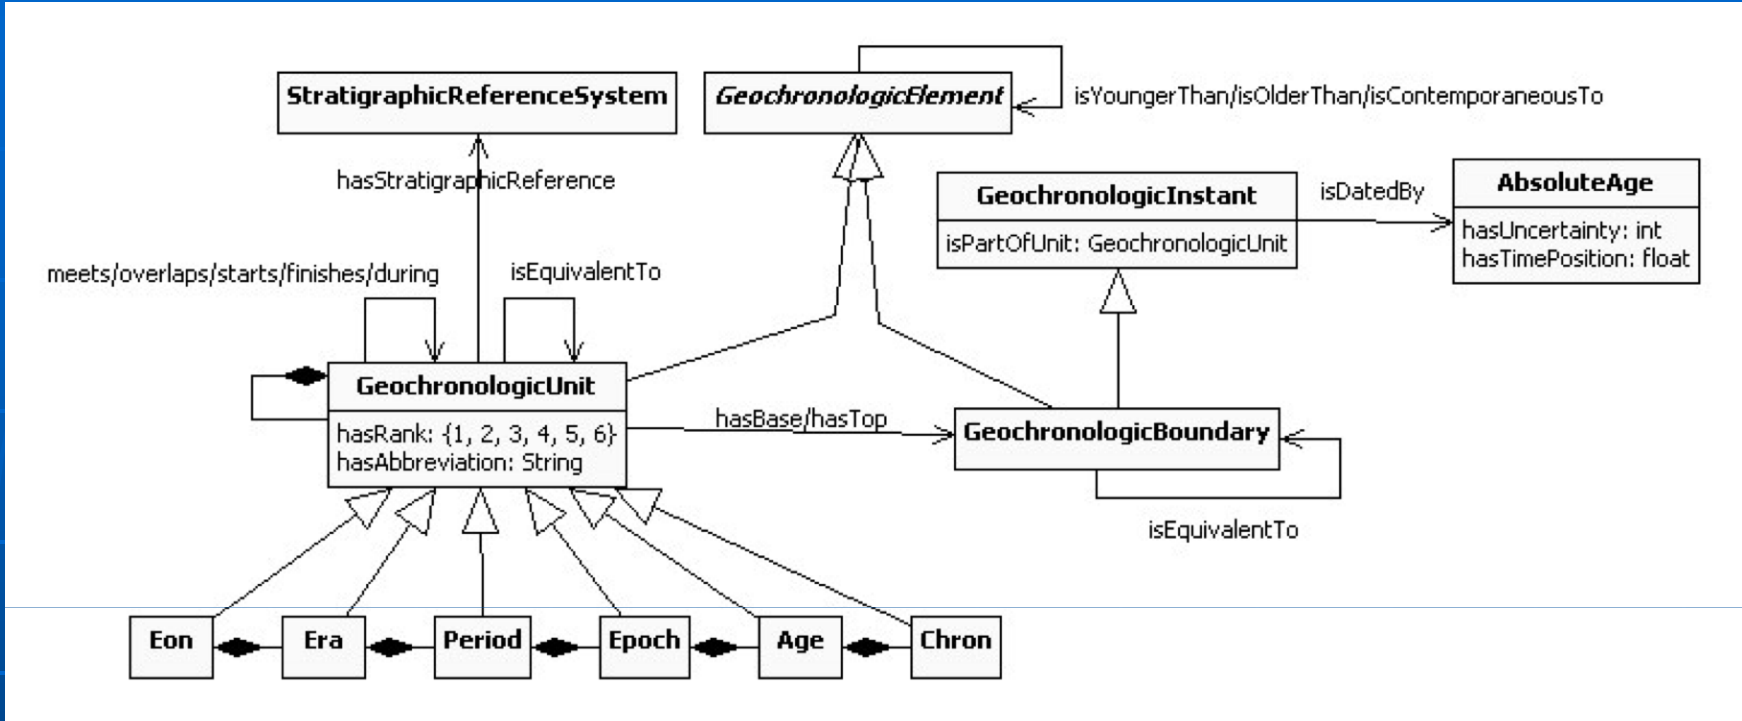 StratigraphicReferenceSystem
GeochronologicElement
isYoungerThan/isOlderThan/isContemporaneousTo
hasStratigraphicReference
GeochronologicInstant
isPartOfUnit: GeochronologicUnit
isDatedBy
AbsoluteAge
hasUncertainty: int
hasTimePosition: float
meets/overlaps/starts/finishes/during
isEquivalentTo
GeochronologicUnit
hasRank: {1, 2, 3, 4, 5, 6}
hasAbbreviation: String
hasBase/hasTop
GeochronologicBoundary
isEquivalentTo
Eon
Era
Period
Epoch
Age
Chron